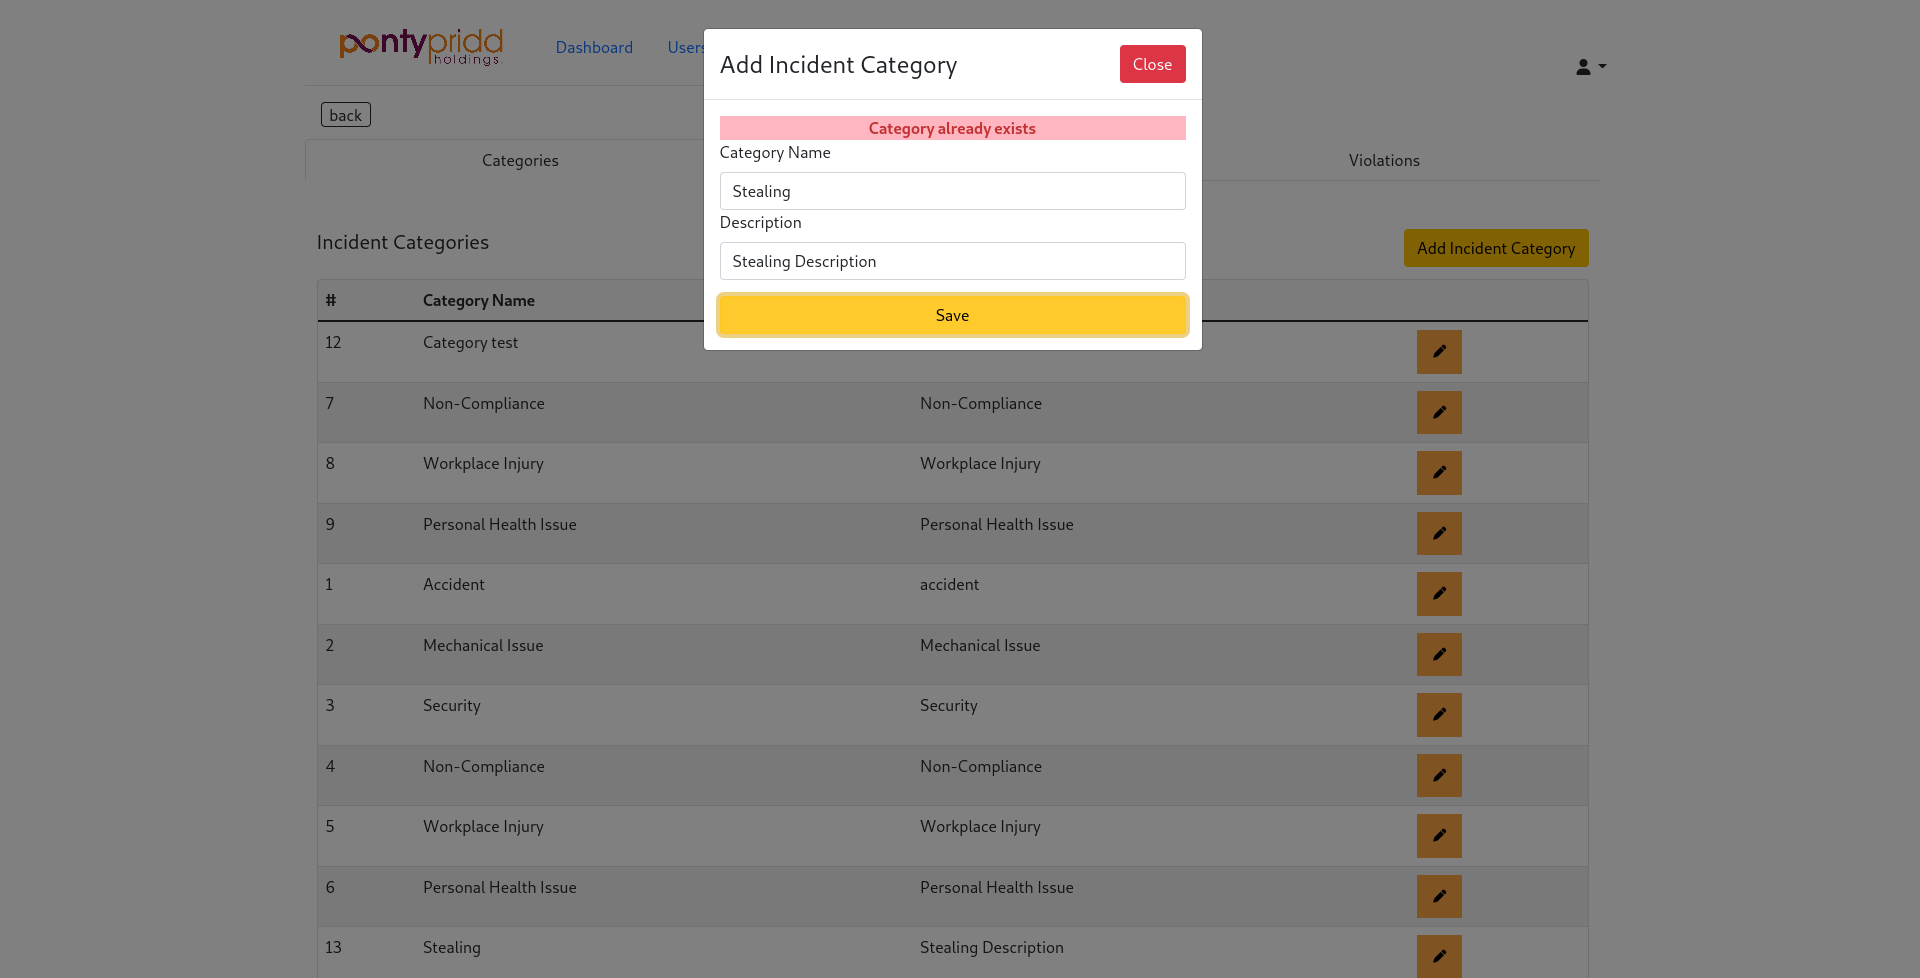 pontypridd
holdings.
Dashboard
Users
Add Incident Category
Close
back
Category already exists
Category Name
Categories
Violations
Stealing
Description
Incident Categories
Add Incident Category
Stealing Description
# Category Name
Save
12 Category test
7 Non-Compliance Non-Compliance
8 Workplace Injury Workplace Injury
9 Personal Health Issue Personal Health Issue
1 Accident accident
2 Mechanical Issue Mechanical Issue
3 Security Security
4 Non-Compliance Non-Compliance
5 Workplace Injury Workplace Injury
6 Personal Health Issue Personal Health Issue
13 Stealing Stealing Description